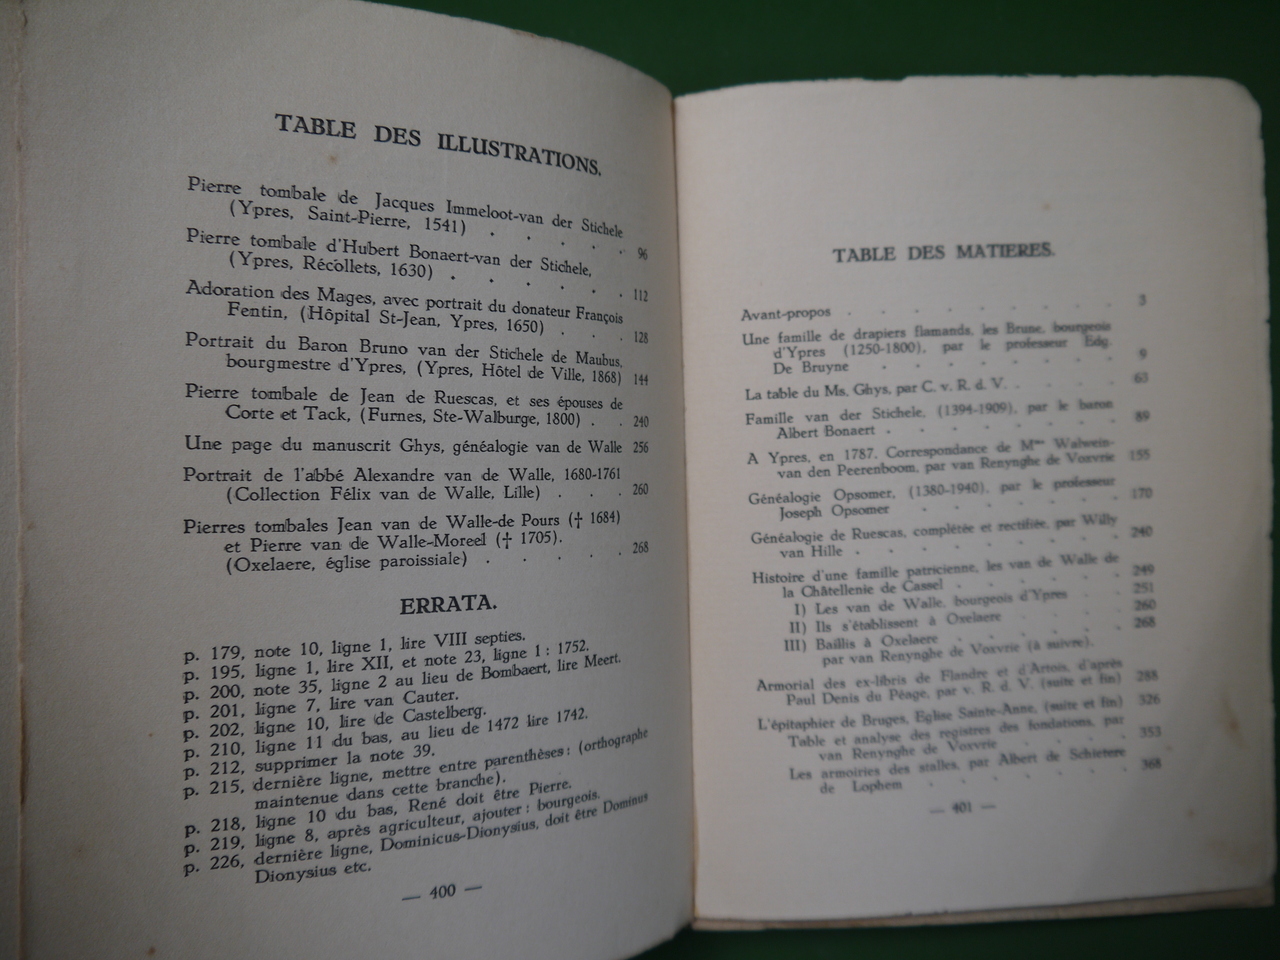 TABLE DES ILLUSTRATIONS.
Pierre tombale de Jacques Immeloot-van der Stichele
(Ypres, Saint-Pierre, 1541) . . . . . 96
Pierre tombale d'Hubert Bonaert-van der Stichele,
(Ypres, Récollets, 1630) . . . . . . 112
Adoration des Mages, avec portrait du donateur François
Fentin, (Hôpital St-Jean, Ypres, 1650) . . . 128
Portrait du Baron Bruno van der Stichele de Maubus,
bourgmestre d'Ypres, (Ypres, Hôtel de Ville, 1868) 144
Pierre tombale de Jean de Ruescas, et ses épouses de
Corte et Tack, (Furnes, Ste-Walburge, 1800) . . 240
Une page du manuscrit Ghys, généalogie van de Walle 256
Portrait de l'abbé Alexandre van de Walle, 1680-1761
(Collection Félix van de Walle, Lille) . . . 260
Pierres tombales Jean van de Walle-de Pours († 1684)
et Pierre van de Walle-Moreel († 1705).
(Oxelaere, église paroissiale) . . . . . 268
ERRATA.
p. 179, note 10, ligne 1, lire VIII septies.
p. 195, ligne 1, lire XII, et note 23, ligne 1 : 1752.
p. 200, note 35, ligne 2 au lieu de Bombaert, lire Meert.
p. 201, ligne 7, lire van Cauter.
p. 202, ligne 10, lire de Castelberg.
p. 210, ligne 11 du bas, au lieu de 1472 lire 1742.
p. 212, supprimer la note 39.
p. 215, dernière ligne, mettre entre parenthèses : (orthographe
maintenue dans cette branche).
p. 218, ligne 10 du bas, René doit être Pierre.
p. 219, ligne 8, après agriculteur, ajouter : bourgeois.
p. 226, dernière ligne, Dominicus-Dionysius, doit être Dominus
Dionysius etc.
— 400 —
TABLE DES MATIERES.
Avant-propos . . . . . . . . 3
Une famille de drapiers flamands, les Brune, bourgeois
d'Ypres (1250-1800), par le professeur Edg.
De Bruyne . . . . . . . 9
La table du Ms. Ghys, par C. v. R. d. V. . . . 63
Famille van der Stichele, (1394-1909), par le baron
Albert Bonaert . . . . . . . 89
A Ypres, en 1787. Correspondance de Mme Walwein-
van den Peerenboom, par van Renynghe de Voxvrie 155
Généalogie Opsomer, (1380-1940), par le professeur
Joseph Opsomer . . . . . . 170
Généalogie de Ruescas, complétée et rectifiée, par Willy
van Hille . . . . . . . . 240
Histoire d'une famille patricienne, les van de Walle de
la Châtellenie de Cassel . . . . . 249
I) Les van de Walle, bourgeois d'Ypres . . 251
II) Ils s'établissent à Oxelaere . . . . 260
III) Baillis à Oxelaere . . . . . . 268
par van Renynghe de Voxvrie (à suivre).
Armorial des ex-libris de Flandre et d'Artois, d'après
Paul Denis du Péage, par v. R. d. V. (suite et fin) 288
L'épitaphier de Bruges, Eglise Sainte-Anne, (suite et fin) 326
Table et analyse des registres des fondations, par
van Renynghe de Voxvrie . . . . 353
Les armoiries des stalles, par Albert de Schietere
de Lophem . . . . . . . 368
— 401 —